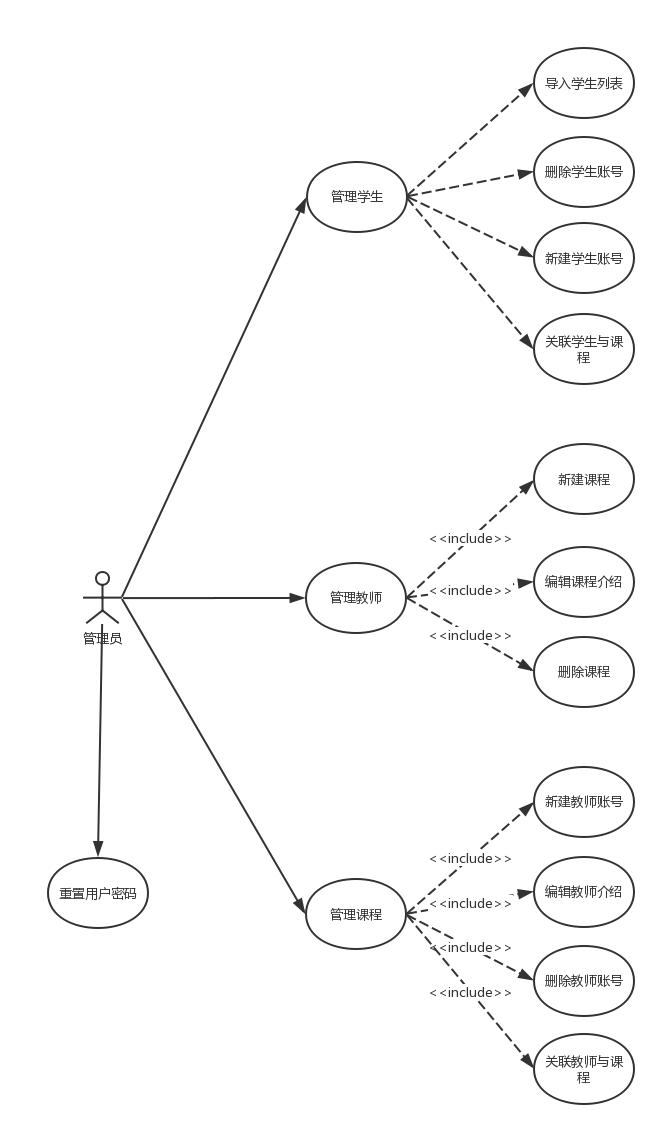 导入学生列表
删除学生账号
管理学生
新建学生账号
关联学生与课
程
新建课程
<<include>>
编辑课程介绍
<<include>>
管理教师
<<include>>
管理员
删除课程
新建教师账号
<<include>>
编辑教师介绍
重置用户密码
<<include>>
管理课程
<<include>>
删除教师账号
<<include>>
关联教师与课
程